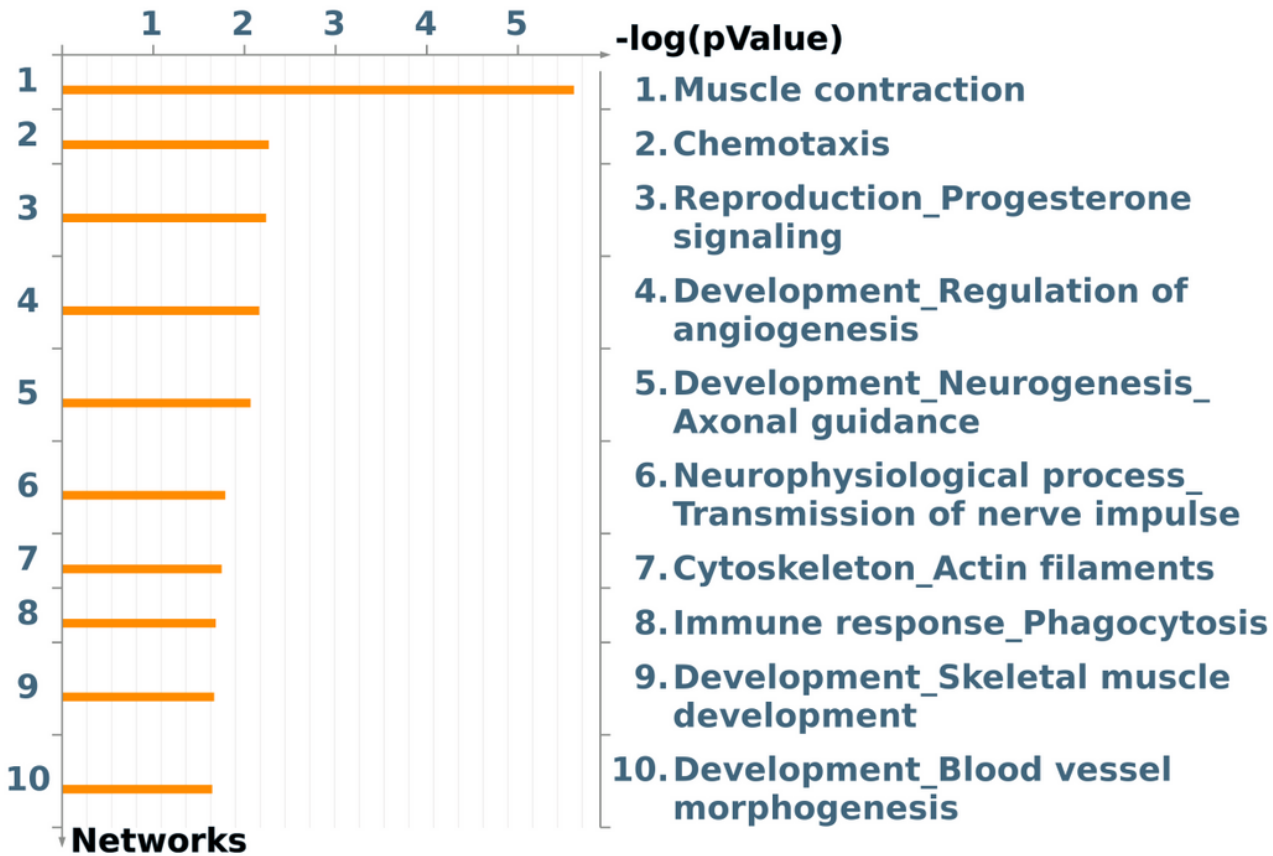 1 2 3 4 5
-log(pValue)
1 1. Muscle contraction
2 2. Chemotaxis
3 3. Reproduction_Progesterone
signaling
4 4. Development_Regulation of
angiogenesis
5 5. Development_Neurogenesis_
Axonal guidance
6 6. Neurophysiological process_
Transmission of nerve impulse
7 7. Cytoskeleton_Actin filaments
8 8. Immune response_Phagocytosis
9 9. Development_Skeletal muscle
development
10 10. Development_Blood vessel
morphogenesis
Networks